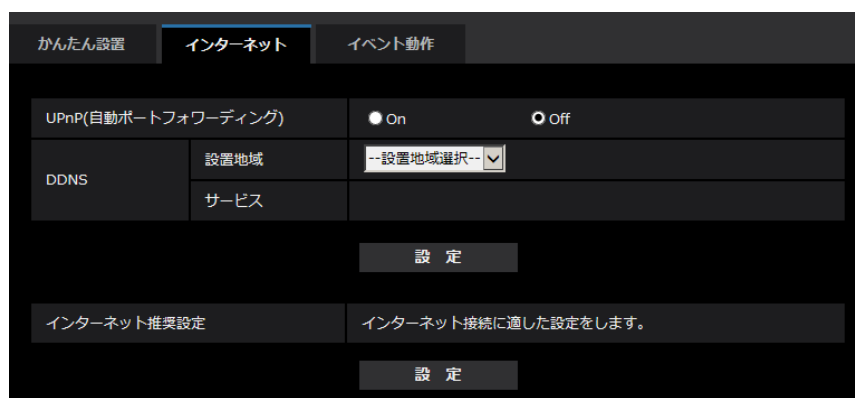 かんたん設置 インターネット イベント動作
UPnP(自動ポートフォワーディング) On Off
DDNS 設置地域 --設置地域選択--
サービス
設 定
インターネット推奨設定 インターネット接続に適した設定をします。
設 定